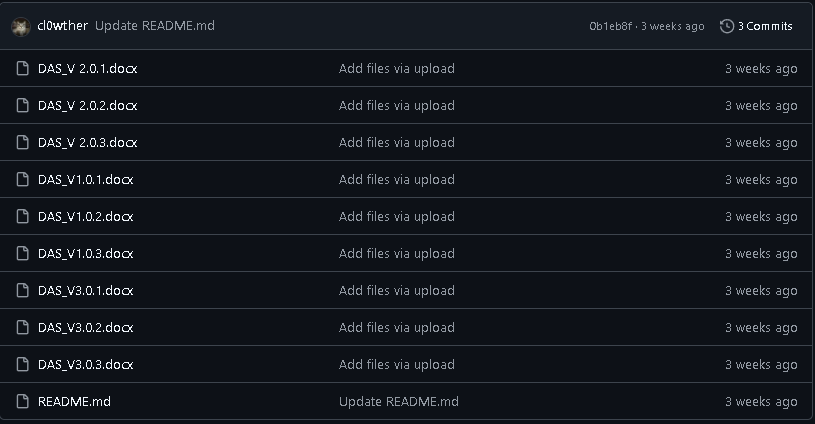 cl0wther Update README.md 0b1eb8f · 3 weeks ago 3 Commits
DAS_V 2.0.1.docx Add files via upload 3 weeks ago
DAS_V 2.0.2.docx Add files via upload 3 weeks ago
DAS_V 2.0.3.docx Add files via upload 3 weeks ago
DAS_V1.0.1.docx Add files via upload 3 weeks ago
DAS_V1.0.2.docx Add files via upload 3 weeks ago
DAS_V1.0.3.docx Add files via upload 3 weeks ago
DAS_V3.0.1.docx Add files via upload 3 weeks ago
DAS_V3.0.2.docx Add files via upload 3 weeks ago
DAS_V3.0.3.docx Add files via upload 3 weeks ago
README.md Update README.md 3 weeks ago